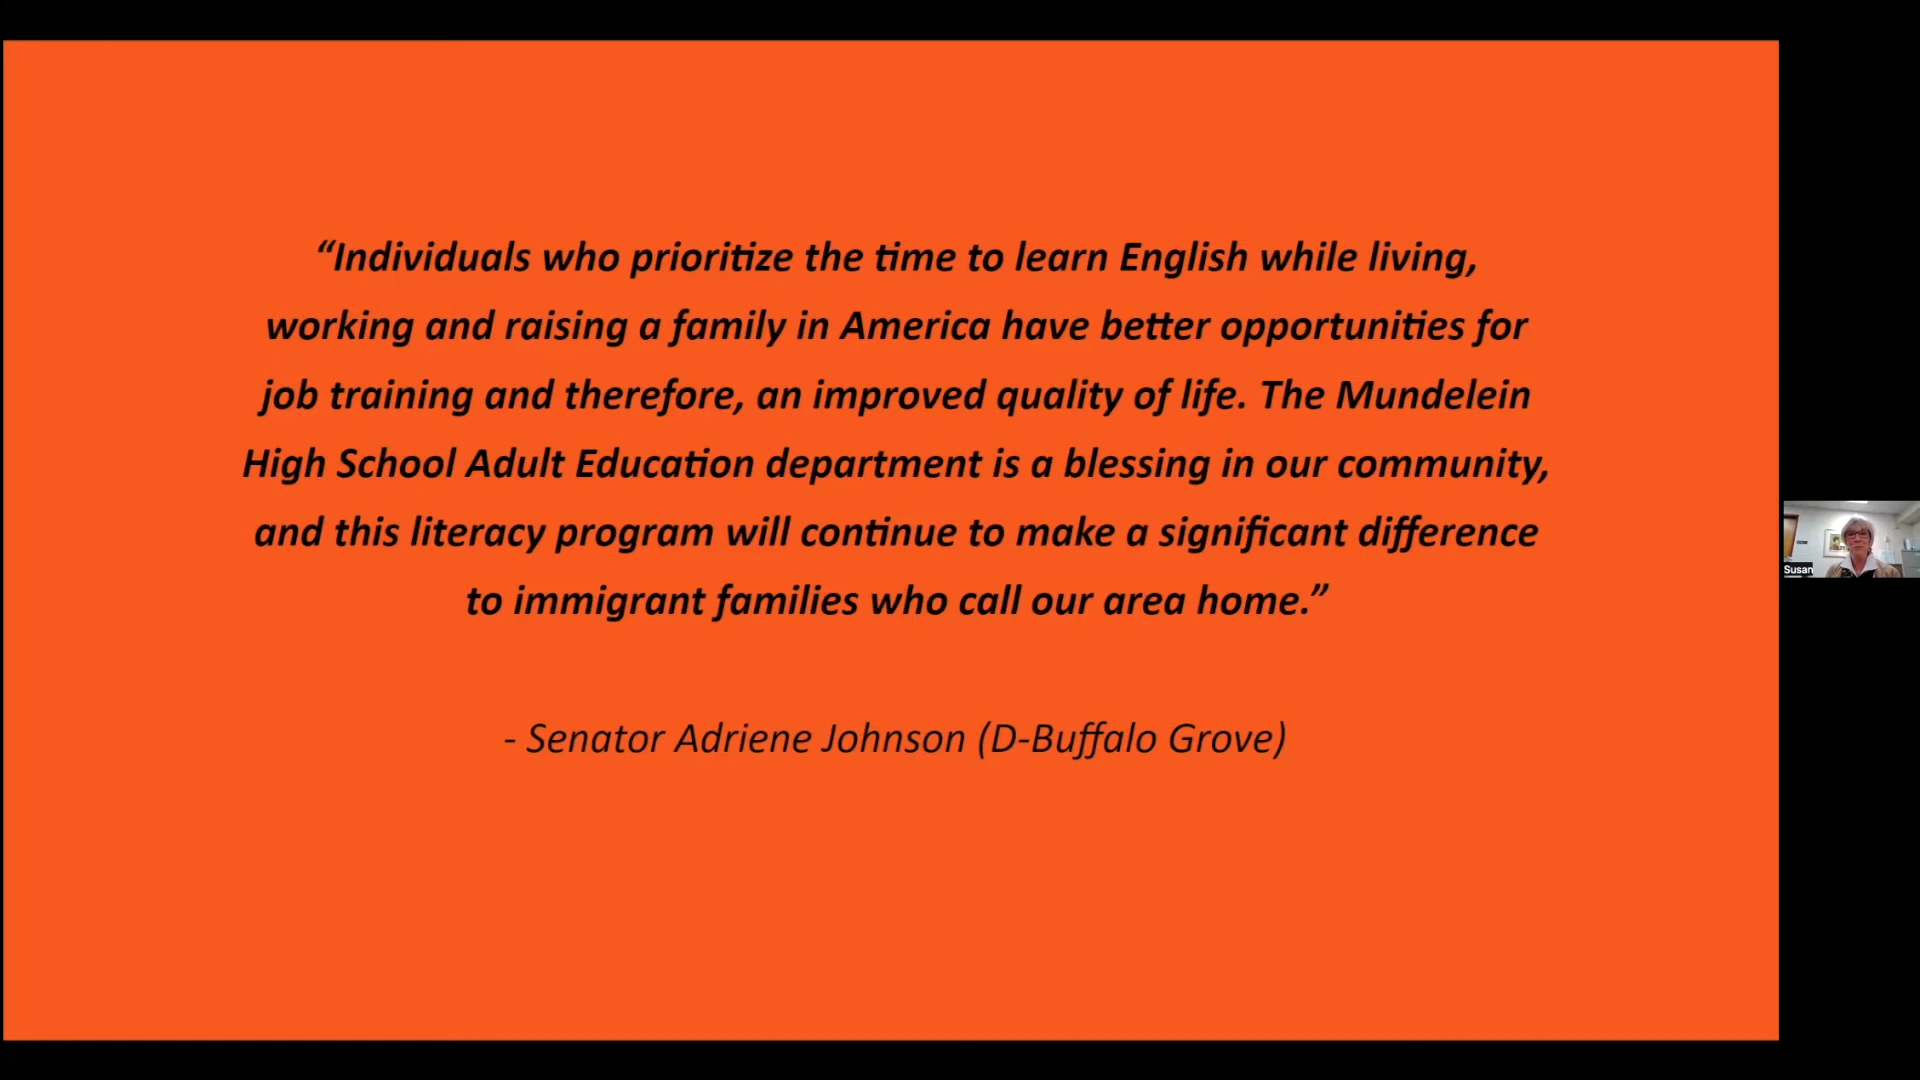 “Individuals who prioritize the time to learn English while living,
working and raising a family in America have better opportunities for
job training and therefore, an improved quality of life. The Mundelein
High School Adult Education department is a blessing in our community,
and this literacy program will continue to make a significant difference
to immigrant families who call our area home.”
- Senator Adriene Johnson (D-Buffalo Grove)
Susan